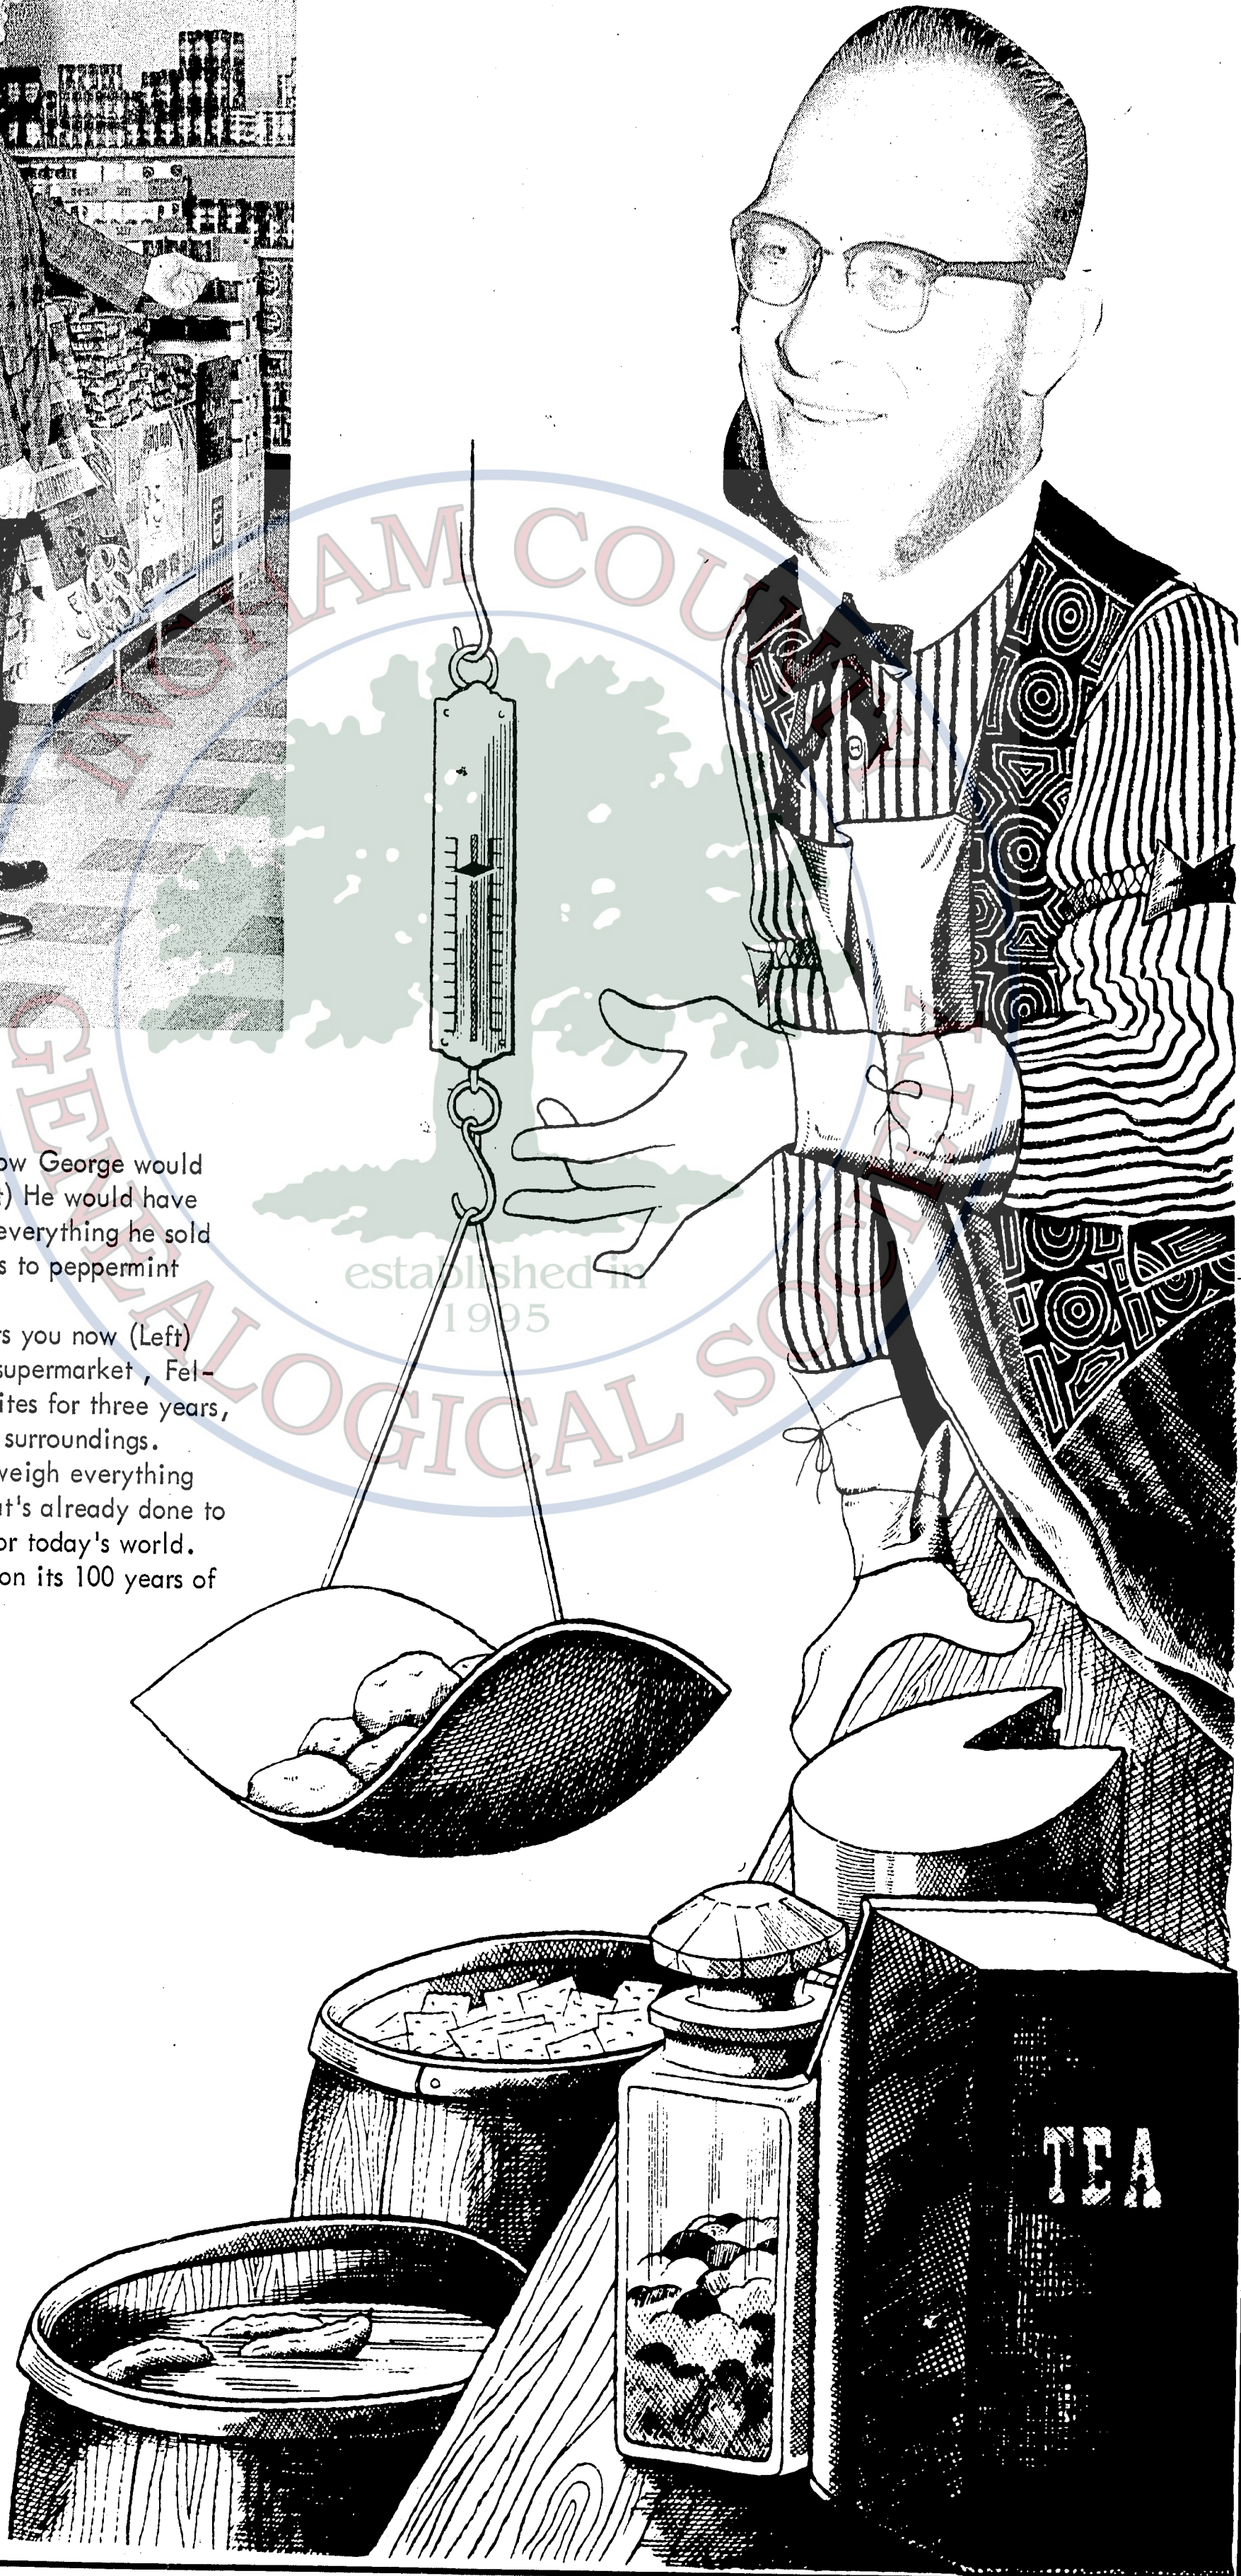 ow George would
t) He would have
everything he sold
s to peppermint
rs you now (Left)
supermarket , Fel-
ites for three years,
surroundings.
weigh everything
at's already done to
or today's world.
on its 100 years of
INGHAM COUNTY
GENEALOGICAL SOCIETY
established in
1995
TEA